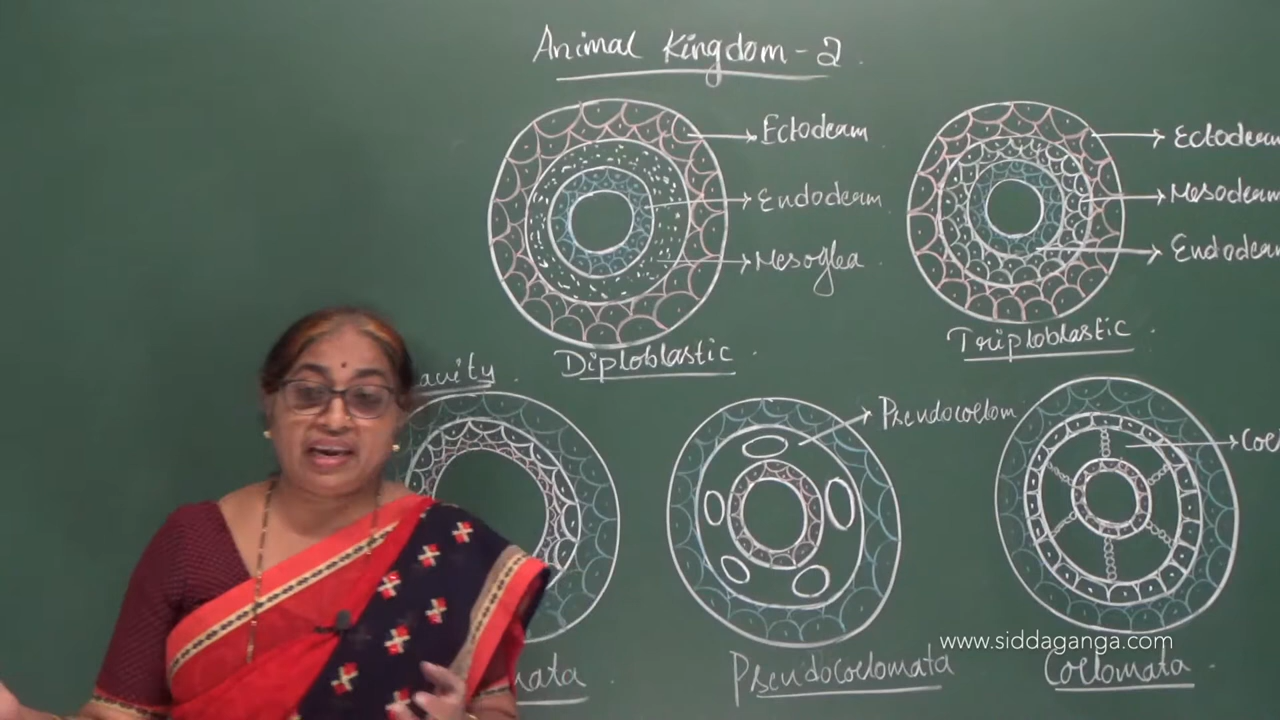 Animal Kingdom - 2
Ectoderm
Endoderm
Mesoglea
Diploblastic
Ectoderm
Mesoderm
Endoderm
Triploblastic
Pseudocoelom
Pseudocoelomata
Coelomata
www.siddaganga.com